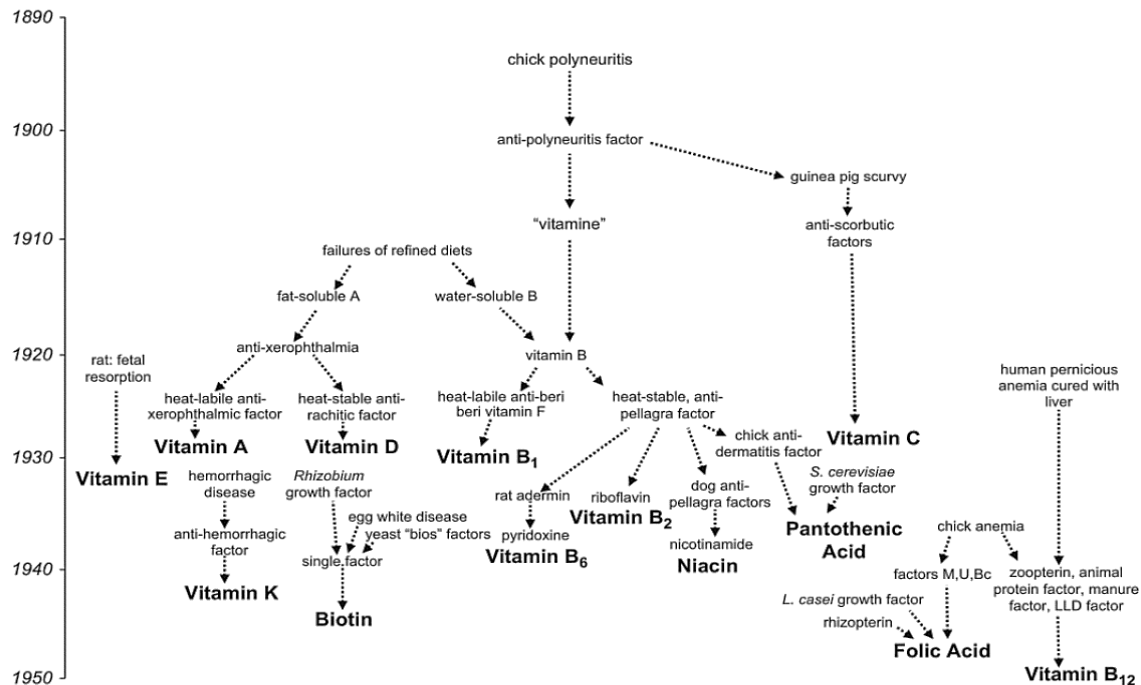 1890
chick polyneuritis
1900
anti-polyneuritis factor
guinea pig scurvy
"vitamine"
anti-scorbutic
factors
1910
failures of refined diets
fat-soluble A
water-soluble B
anti-xerophthalmia
1920
vitamin B
rat: fetal
resorption
human pernicious
anemia cured with
liver
heat-labile anti-
xerophthalmic factor
heat-stable anti-
rachitic factor
heat-labile anti-beri
beri vitamin F
heat-stable, anti-
pellagra factor
chick anti-
dermatitis factor
Vitamin C
Vitamin A
Vitamin D
Vitamin B1
1930
Vitamin E
hemorrhagic
disease
Rhizobium
growth factor
S. cerevisiae
growth factor
rat adermin
riboflavin
Vitamin B2
dog anti-
pellagra factors
egg white disease
yeast "bios" factors
anti-hemorrhagic
factor
pyridoxine
Vitamin B6
nicotinamide
Niacin
Pantothenic
Acid
chick anemia
single factor
1940
factors M,U,Bc
zoopterin, animal
protein factor, manure
factor, LLD factor
Vitamin K
Biotin
L. casei growth factor
rhizopterin
Folic Acid
1950
Vitamin B12